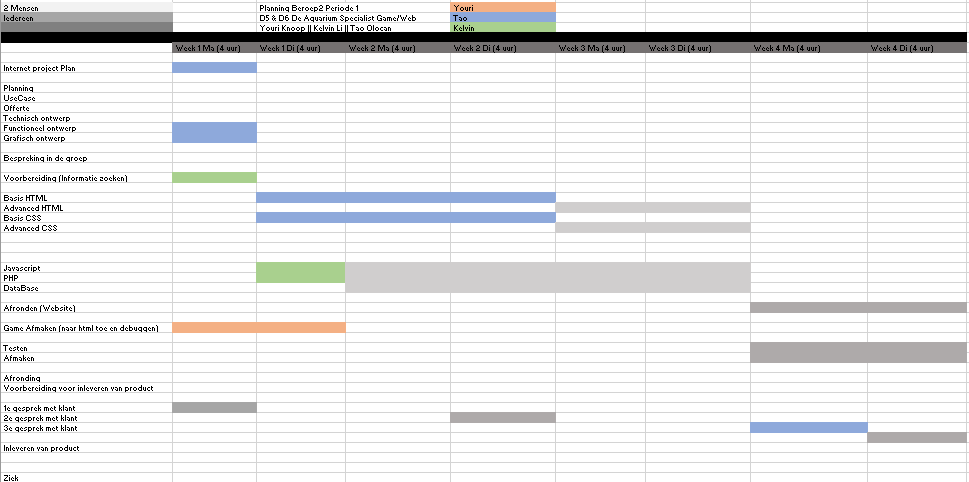 2 Mensen Planning Beroep2 Periode 1 Youri
Iedereen D5 & D6 De Aquarium Specialist Game/Web Tao
Youri Knoop || Kelvin Li || Tao Olocan Kelvin
Week 1 Ma (4 uur) Week 1 Di (4 uur) Week 2 Ma (4 uur) Week 2 Di (4 uur) Week 3 Ma (4 uur) Week 3 Di (4 uur) Week 4 Ma (4 uur) Week 4 Di (4 uur)
Internet project Plan
Planning
UseCase
Offerte
Technisch ontwerp
Functioneel ontwerp
Grafisch ontwerp
Bespreking in de groep
Voorbereiding (Informatie zoeken)
Basis HTML
Advanced HTML
Basis CSS
Advanced CSS
Javascript
PHP
DataBase
Afronden (Website)
Game Afmaken (naar html toe en debuggen)
Testen
Afmaken
Afronding
Voorbereiding voor inleveren van product
1e gesprek met klant
2e gesprek met klant
3e gesprek met klant
Inleveren van product
Ziek